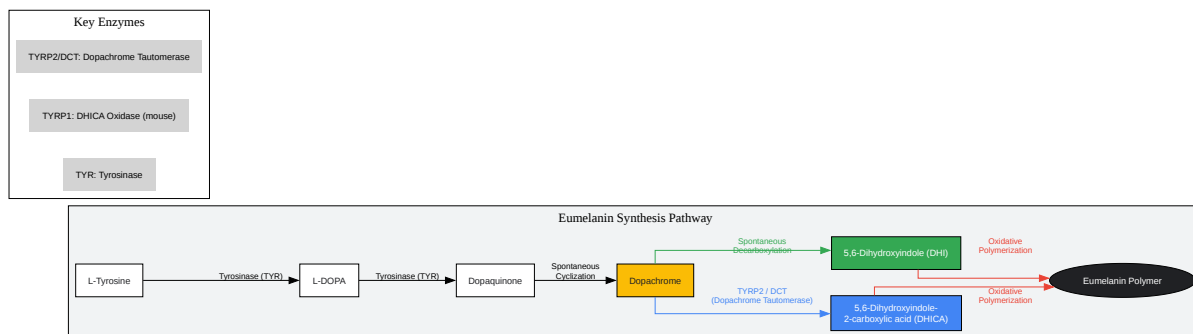 Key Enzymes
TYRP2/DCT: Dopachrome Tautomerase
TYRP1: DHICA Oxidase (mouse)
TYR: Tyrosinase
Eumelanin Synthesis Pathway
L-Tyrosine
Tyrosinase (TYR)
L-DOPA
Tyrosinase (TYR)
Dopaquinone
Spontaneous
Cyclization
Dopachrome
Spontaneous
Decarboxylation
5,6-Dihydroxyindole (DHI)
Oxidative
Polymerization
TYRP2 / DCT
(Dopachrome Tautomerase)
5,6-Dihydroxyindole-
2-carboxylic acid (DHICA)
Oxidative
Polymerization
Eumelanin Polymer